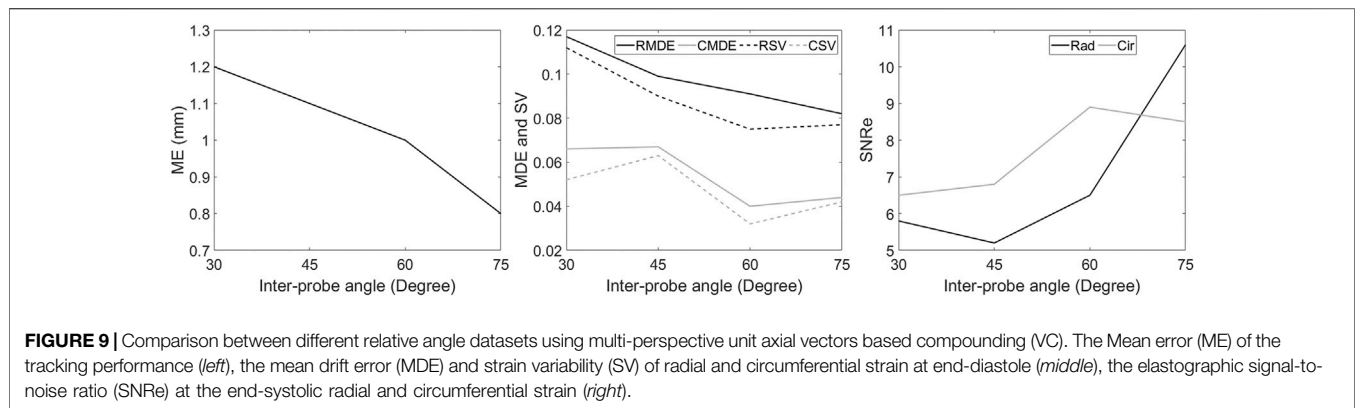 1.3
1.2
1.1
1
0.9
0.8
0.7
ME (mm)
30 45 60 75
Inter-probe angle (Degree)
0.12
0.1
0.08
0.06
0.04
0.02
MDE and SV
RMDE CMDE RSV CSV
30 45 60 75
Inter-probe angle (Degree)
11
10
9
8
7
6
5
SNRe
Rad Cir
30 45 60 75
Inter-probe angle (Degree)
FIGURE 9 | Comparison between different relative angle datasets using multi-perspective unit axial vectors based compounding (VC). The Mean error (ME) of the
tracking performance (left), the mean drift error (MDE) and strain variability (SV) of radial and circumferential strain at end-diastole (middle), the elastographic signal-to-
noise ratio (SNRe) at the end-systolic radial and circumferential strain (right).